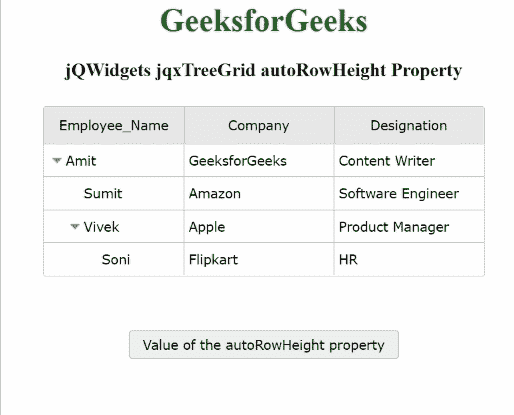 GeeksforGeeks
jQWidgets jqxTreeGrid autoRowHeight Property
Employee_Name Company Designation
Amit GeeksforGeeks Content Writer
Sumit Amazon Software Engineer
Vivek Apple Product Manager
Soni Flipkart HR
Value of the autoRowHeight property